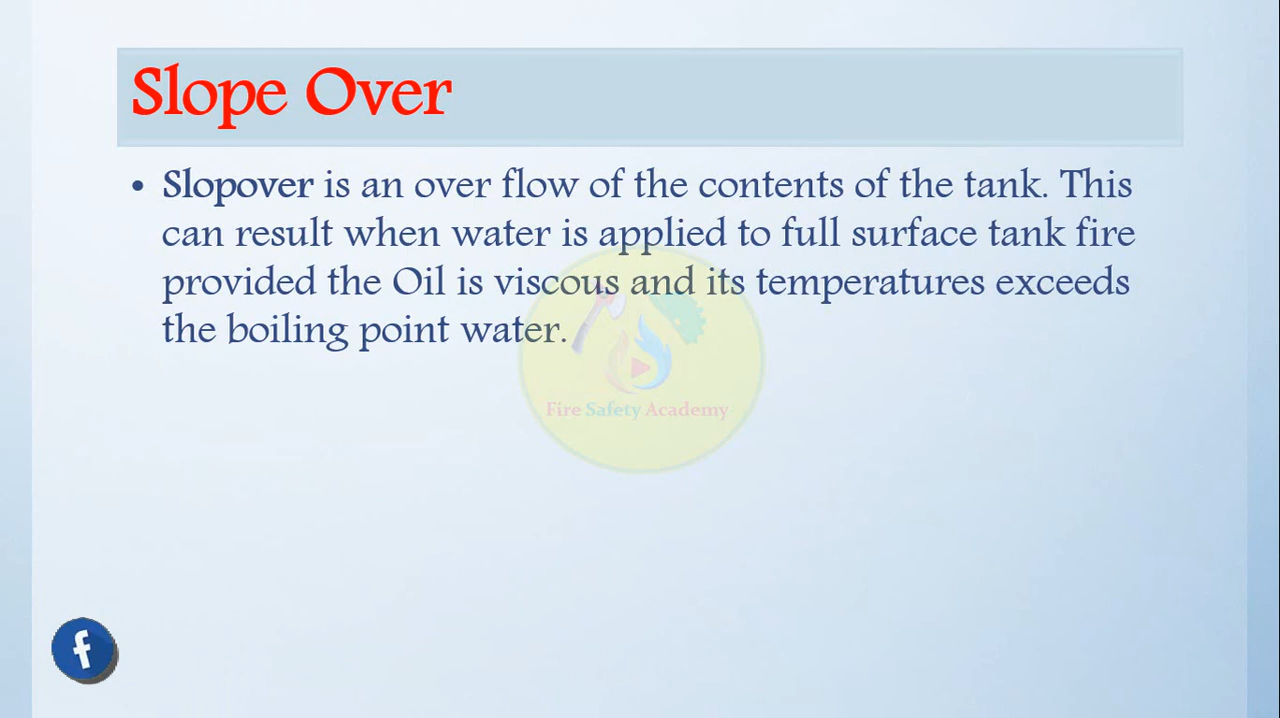 Slope Over
• Slopover is an over flow of the contents of the tank. This
can result when water is applied to full surface tank fire
provided the Oil is viscous and its temperatures exceeds
the boiling point water.
Fire Safety Academy
f